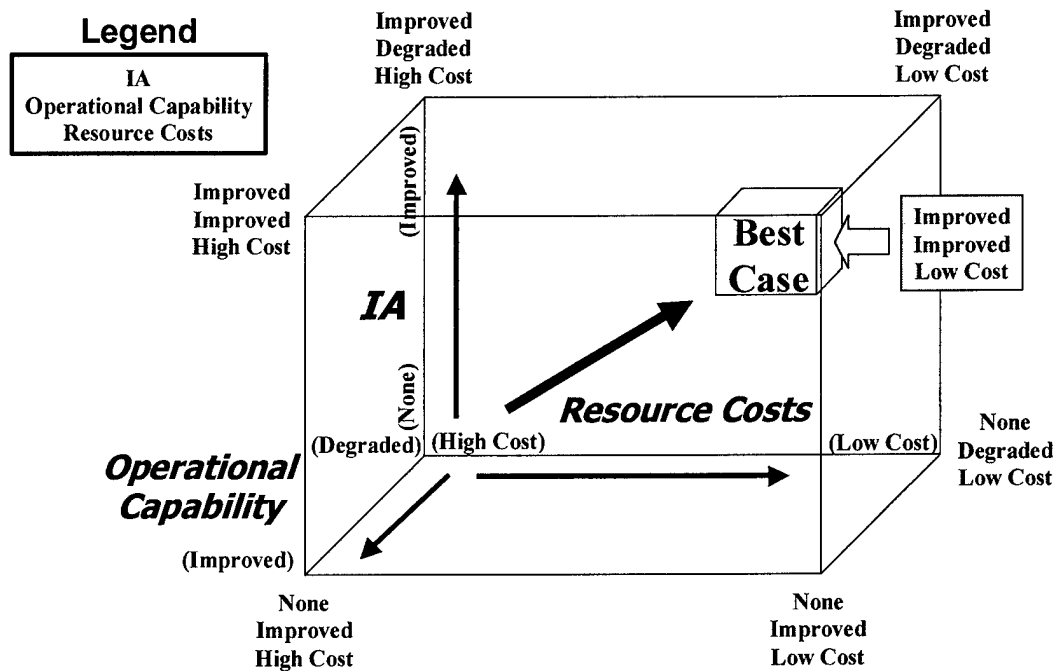 Legend
IA
Operational Capability
Resource Costs
Improved
Degraded
High Cost
Improved
Degraded
Low Cost
Improved
Improved
High Cost
(Improved)
Best
Case
Improved
Improved
Low Cost
IA
(None)
Resource Costs
(Degraded)
(High Cost)
(Low Cost)
None
Degraded
Low Cost
Operational
Capability
(Improved)
None
Improved
High Cost
None
Improved
Low Cost